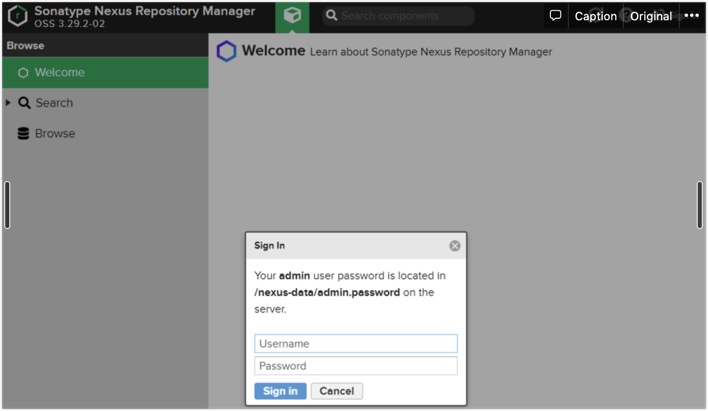 Sonatype Nexus Repository Manager
OSS 3.29.2-02
Search components
Caption
Original
Browse
Welcome
Search
Browse
Welcome Learn about Sonatype Nexus Repository Manager
Sign In
Your admin user password is located in
/nexus-data/admin.password on the
server.
Username
Password
Sign in
Cancel